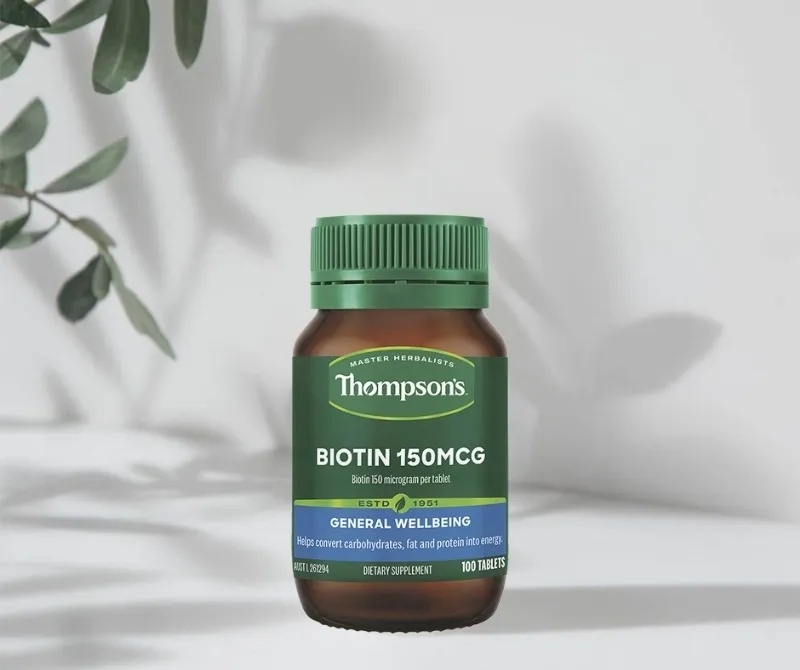 MASTER HERBALISTS
Thompson's
BIOTIN 150MCG
Biotin 150 microgram per tablet
ESTD 1951
GENERAL WELLBEING
Helps convert carbohydrates, fat and protein into energy.
AUST L 261294 DIETARY SUPPLEMENT 100 TABLETS